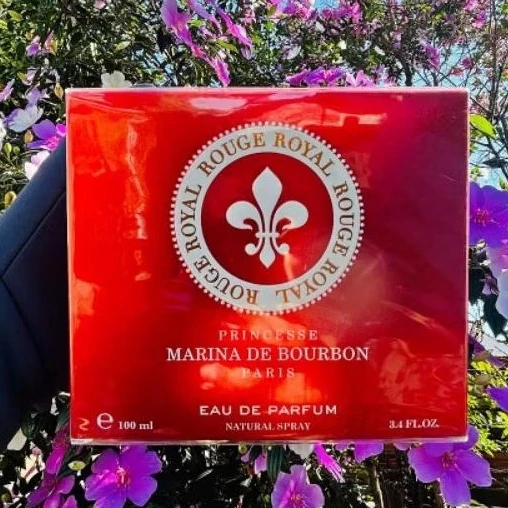 ROUGE ROYAL ROUGE ROYAL ROUGE ROYAL
PRINCESSE
MARINA DE BOURBON
PARIS
EAU DE PARFUM
e 100 ml
NATURAL SPRAY
3.4 FL.OZ.